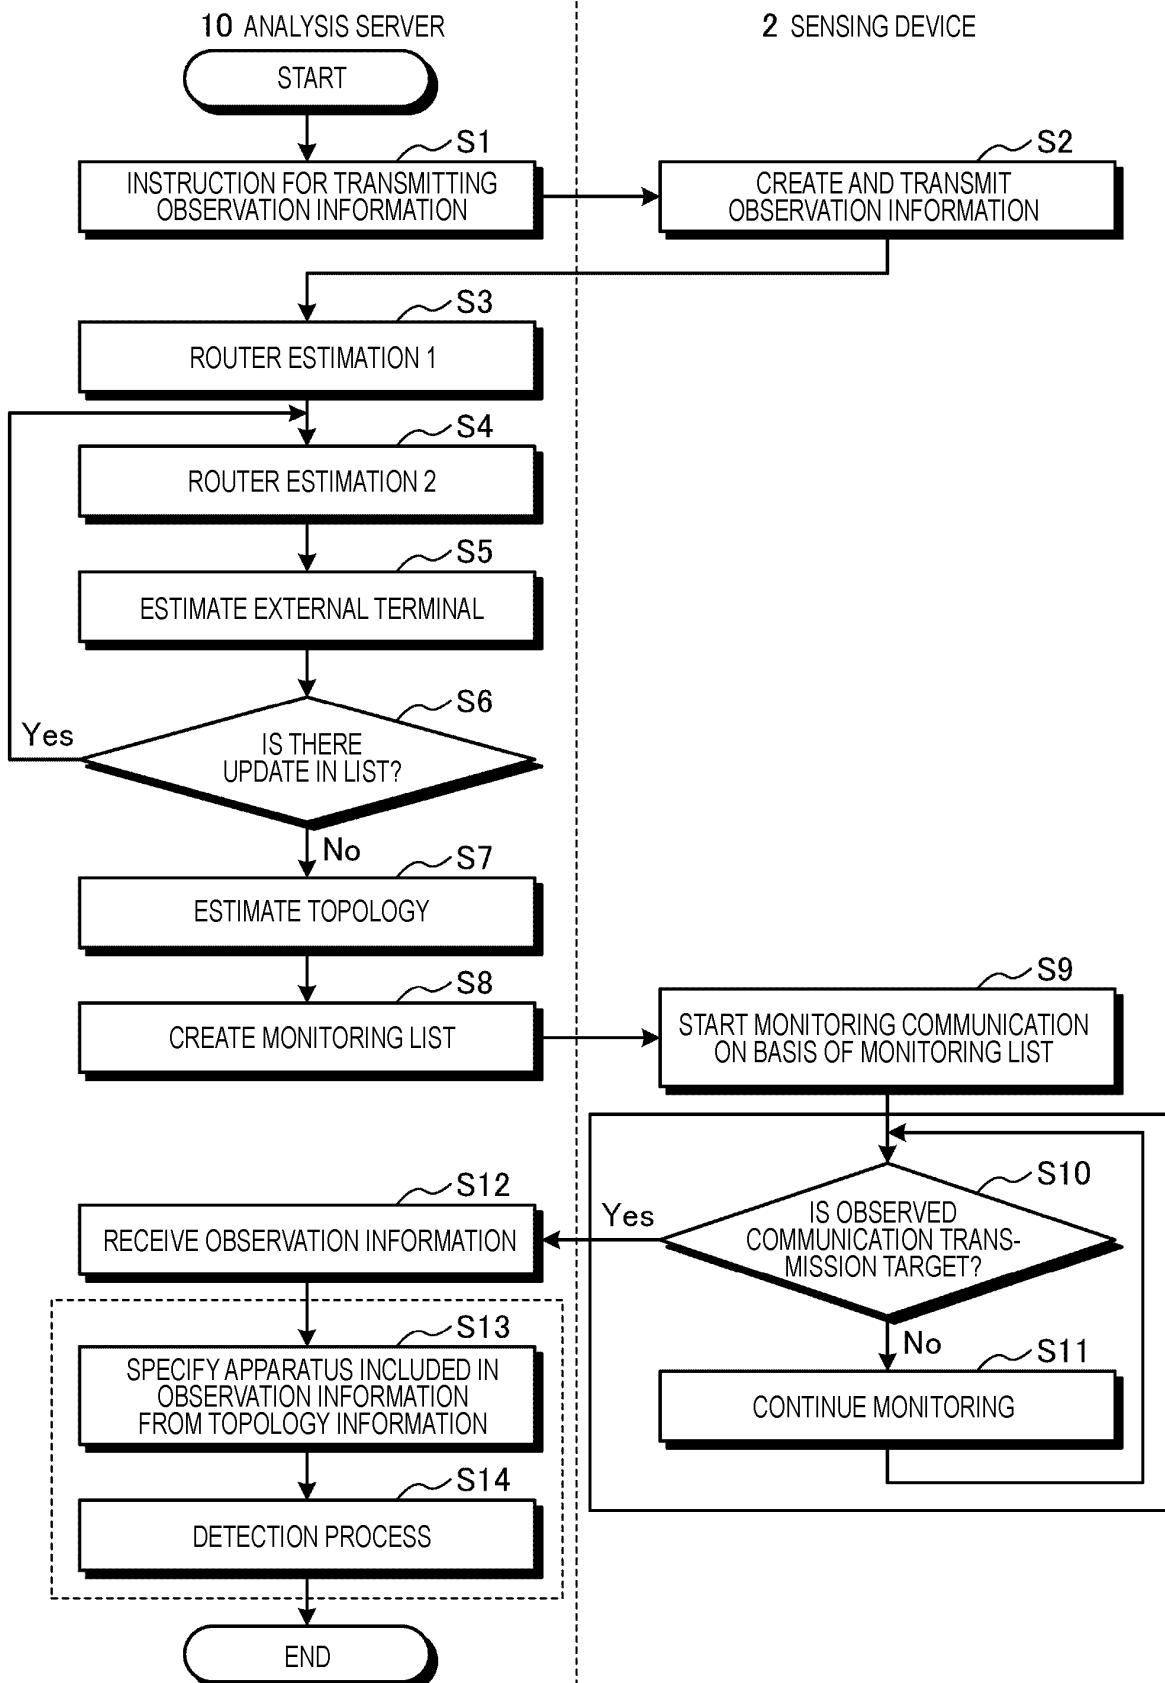 10 ANALYSIS SERVER
2 SENSING DEVICE
START
S1
INSTRUCTION FOR TRANSMITTING
OBSERVATION INFORMATION
S2
CREATE AND TRANSMIT
OBSERVATION INFORMATION
S3
ROUTER ESTIMATION 1
S4
ROUTER ESTIMATION 2
S5
ESTIMATE EXTERNAL TERMINAL
S6
Yes
IS THERE
UPDATE IN LIST?
No
S7
ESTIMATE TOPOLOGY
S8
CREATE MONITORING LIST
S9
START MONITORING COMMUNICATION
ON BASIS OF MONITORING LIST
S10
Yes
IS OBSERVED
COMMUNICATION TRANS-
MISSION TARGET?
No
S11
CONTINUE MONITORING
S12
RECEIVE OBSERVATION INFORMATION
S13
SPECIFY APPARATUS INCLUDED IN
OBSERVATION INFORMATION
FROM TOPOLOGY INFORMATION
S14
DETECTION PROCESS
END